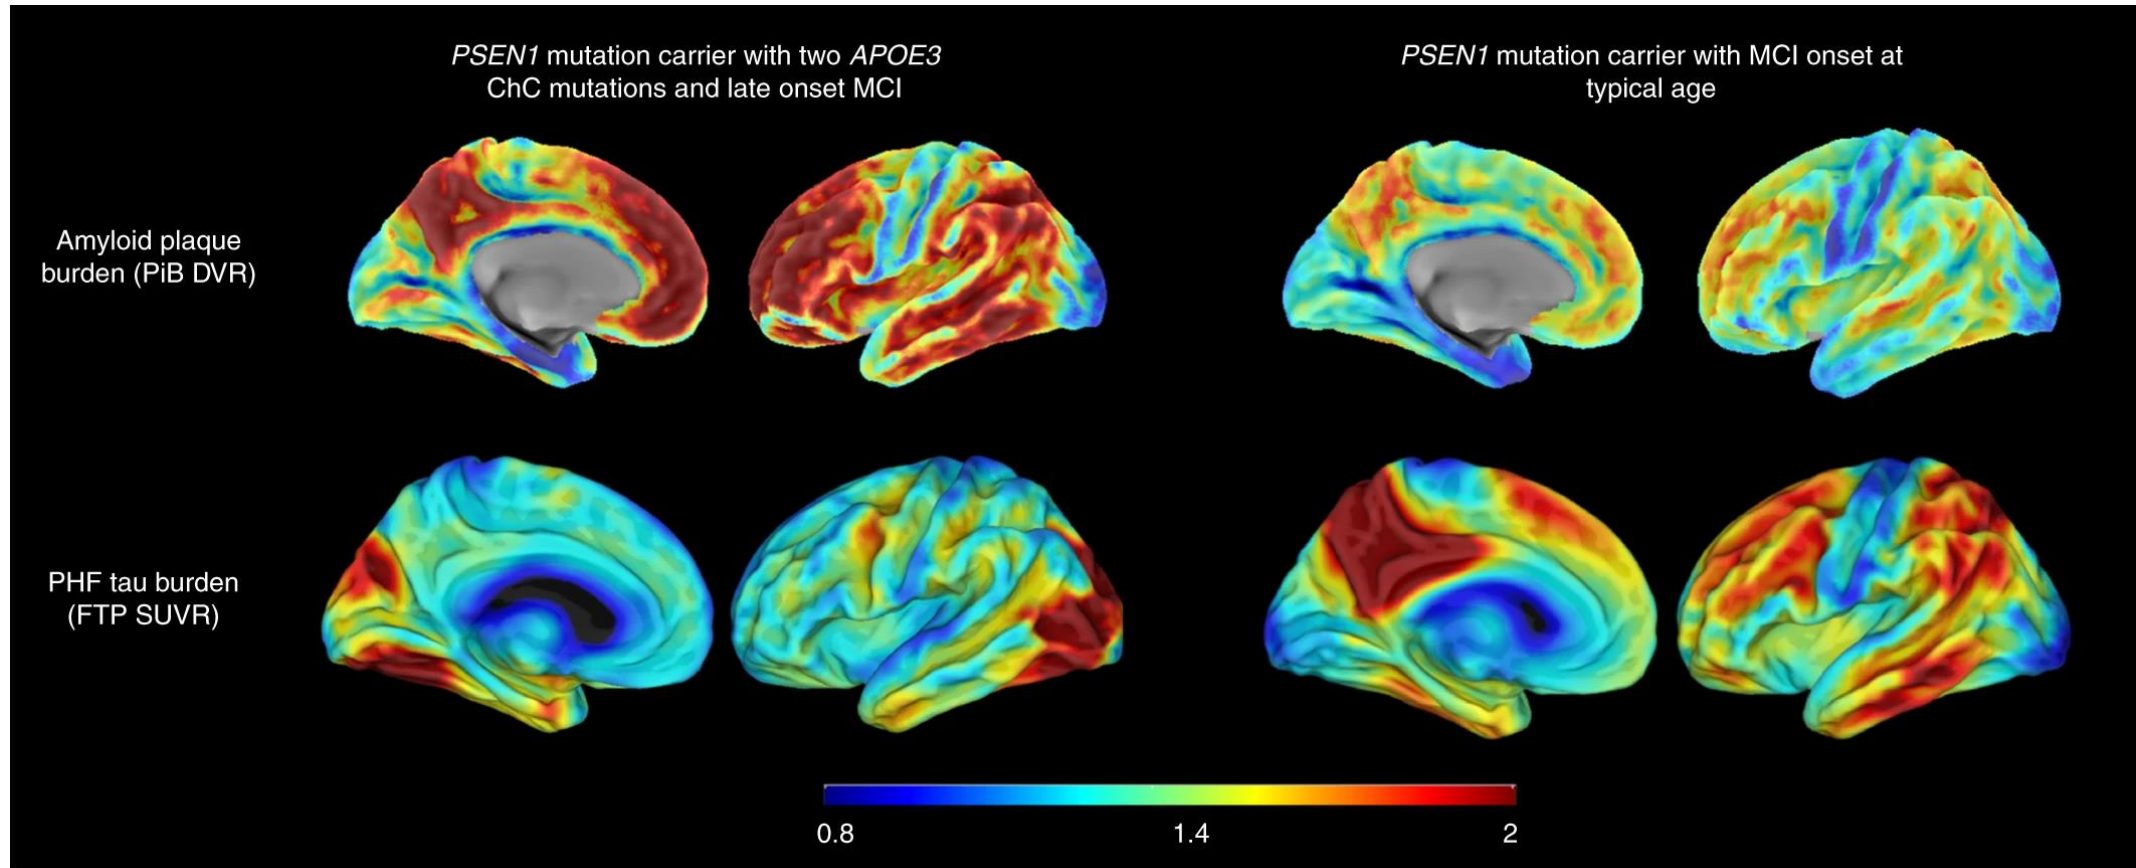 PSEN1 mutation carrier with two APOE3
ChC mutations and late onset MCI
PSEN1 mutation carrier with MCI onset at
typical age
Amyloid plaque
burden (PiB DVR)
PHF tau burden
(FTP SUVR)
0.8
1.4
2